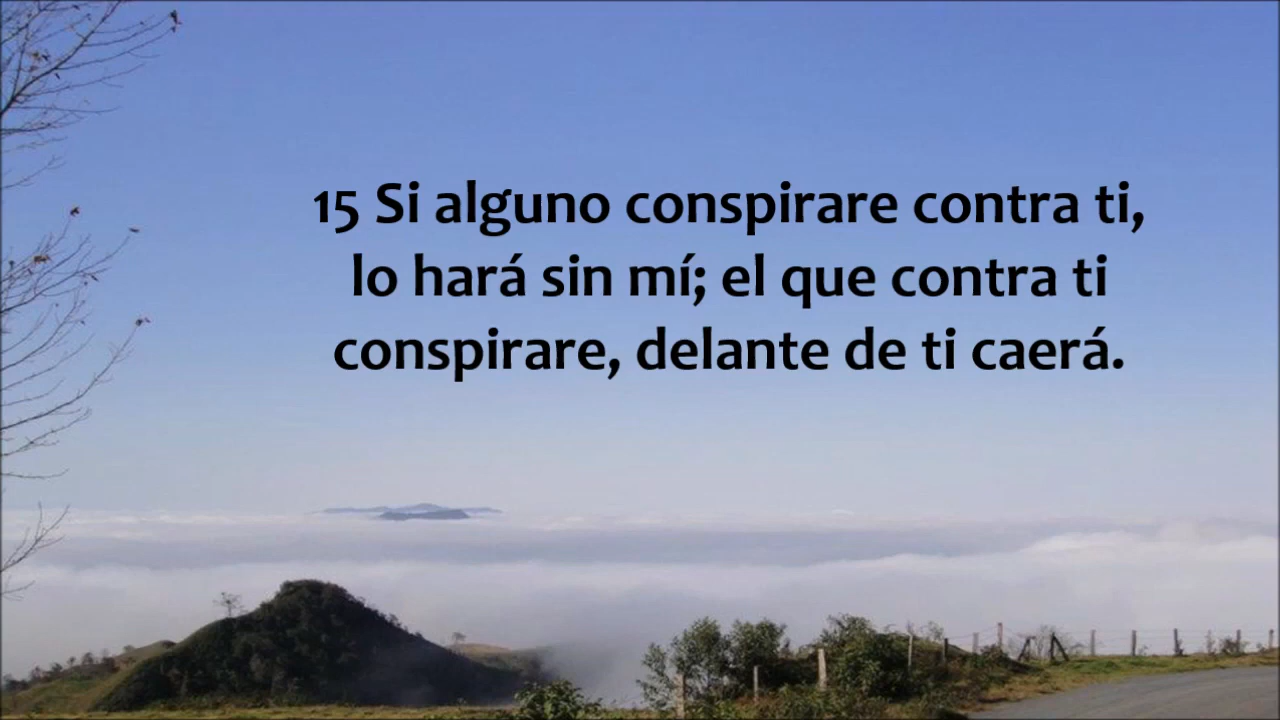 15 Si alguno conspirare contra ti,
lo hará sin mí; el que contra ti
conspirare, delante de ti caerá.